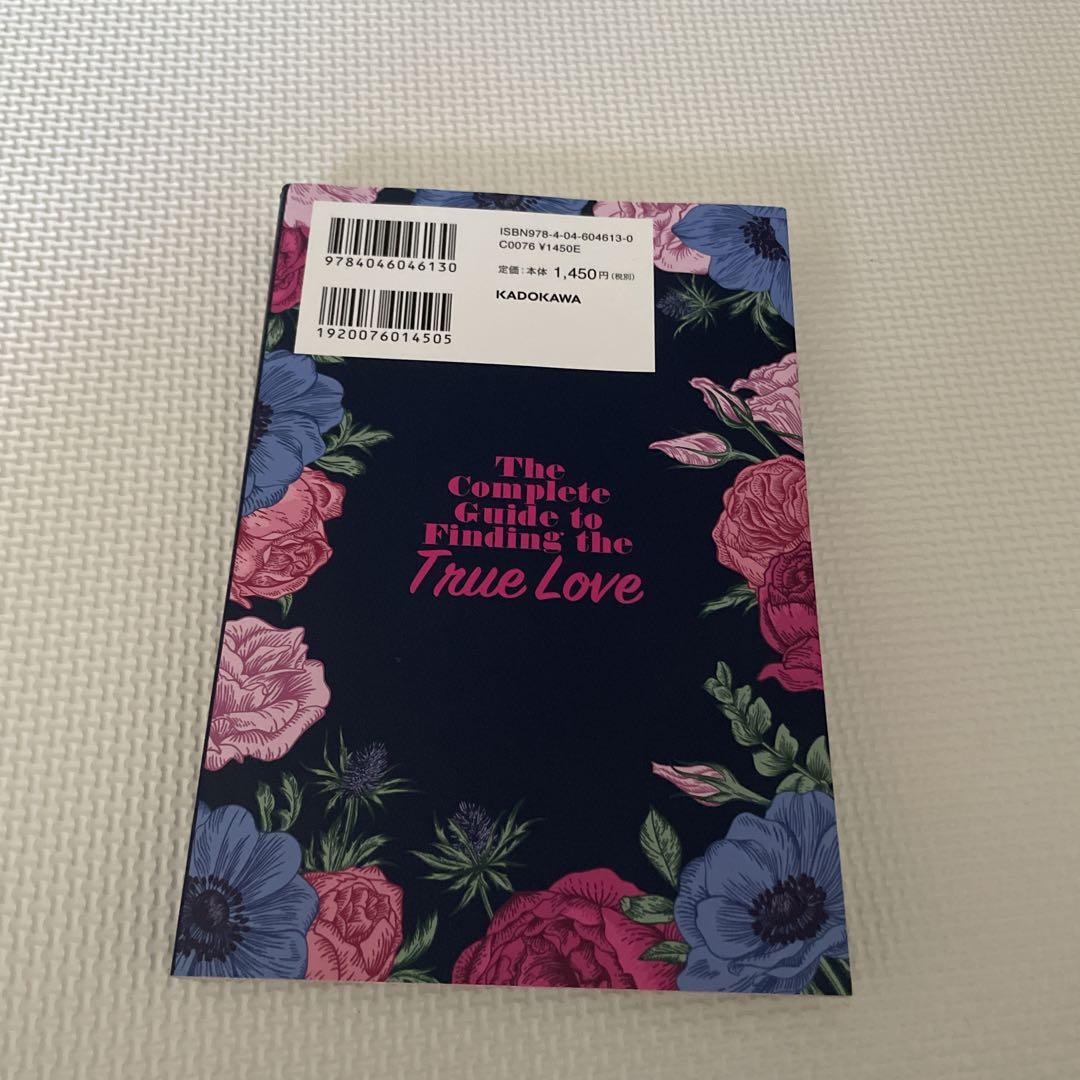 9784046046130
1920076014505
ISBN978-4-04-604613-0
C0076 ¥1450E
定価：本体 1,450円（税別）
KADOKAWA
The
Complete
Guide to
Finding the
True Love